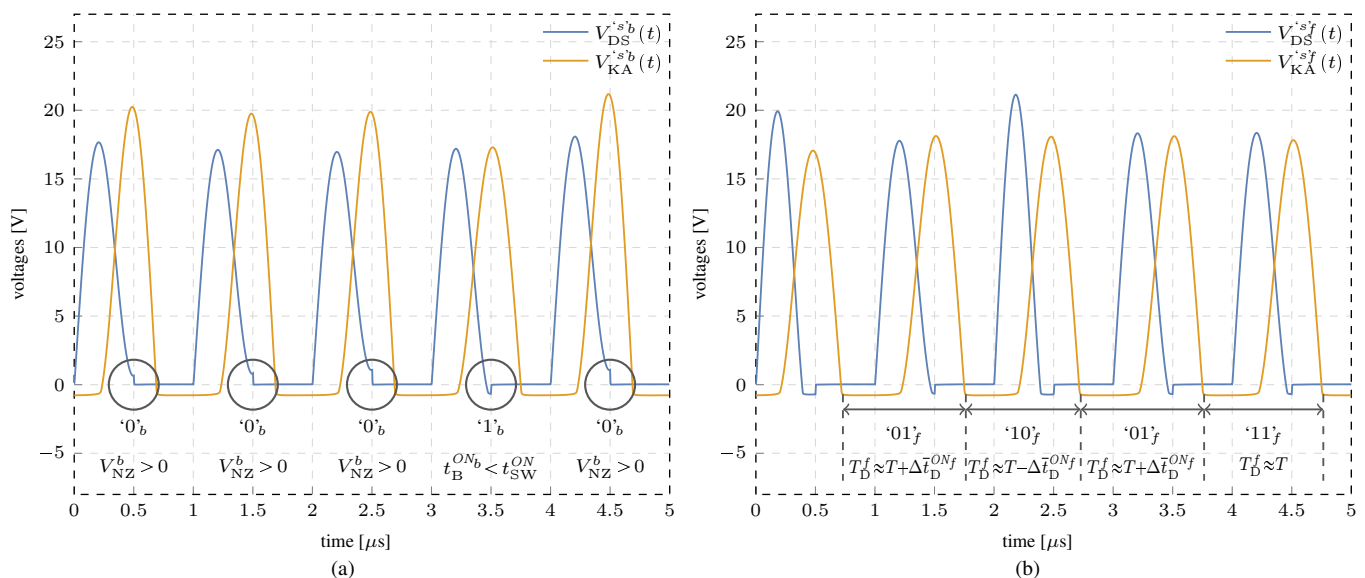 V_DS^{'s'b}(t)
V_KA^{'s'b}(t)
25
20
15
10
5
0
−5
voltages [V]
'0'_b '0'_b '0'_b '1'_b '0'_b
V_NZ^b > 0 V_NZ^b > 0 V_NZ^b > 0 t_B^{ON_b} < t_SW^{ON} V_NZ^b > 0
0 0.5 1 1.5 2 2.5 3 3.5 4 4.5 5
time [μs]
(a)
V_DS^{'s'f}(t)
V_KA^{'s'f}(t)
25
20
15
10
5
0
−5
voltages [V]
'01'_f '10'_f '01'_f '11'_f
T_D^f ≈ T + Δt̄_D^{ON_f} T_D^f ≈ T − Δt̄_D^{ON_f} T_D^f ≈ T + Δt̄_D^{ON_f} T_D^f ≈ T
0 0.5 1 1.5 2 2.5 3 3.5 4 4.5 5
time [μs]
(b)